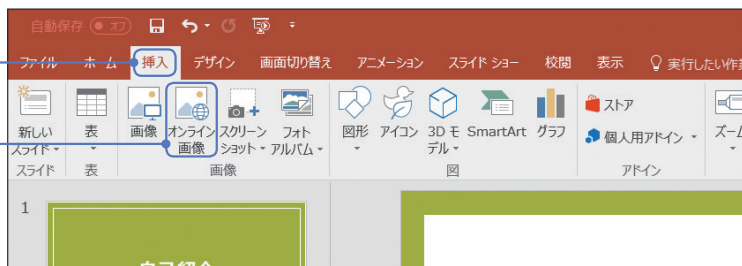 自動保存 オフ
ファイル ホーム 挿入 デザイン 画面切り替え アニメーション スライド ショー 校閲 表示 実行したい作業
新しい 表 画像 オンライン スクリーン フォト 図形 アイコン 3D モ SmartArt グラフ ストア ズーム
スライド 画像 ショット アルバム デル 個人用アドイン
スライド 表 画像 図 アドイン
1
自己紹介